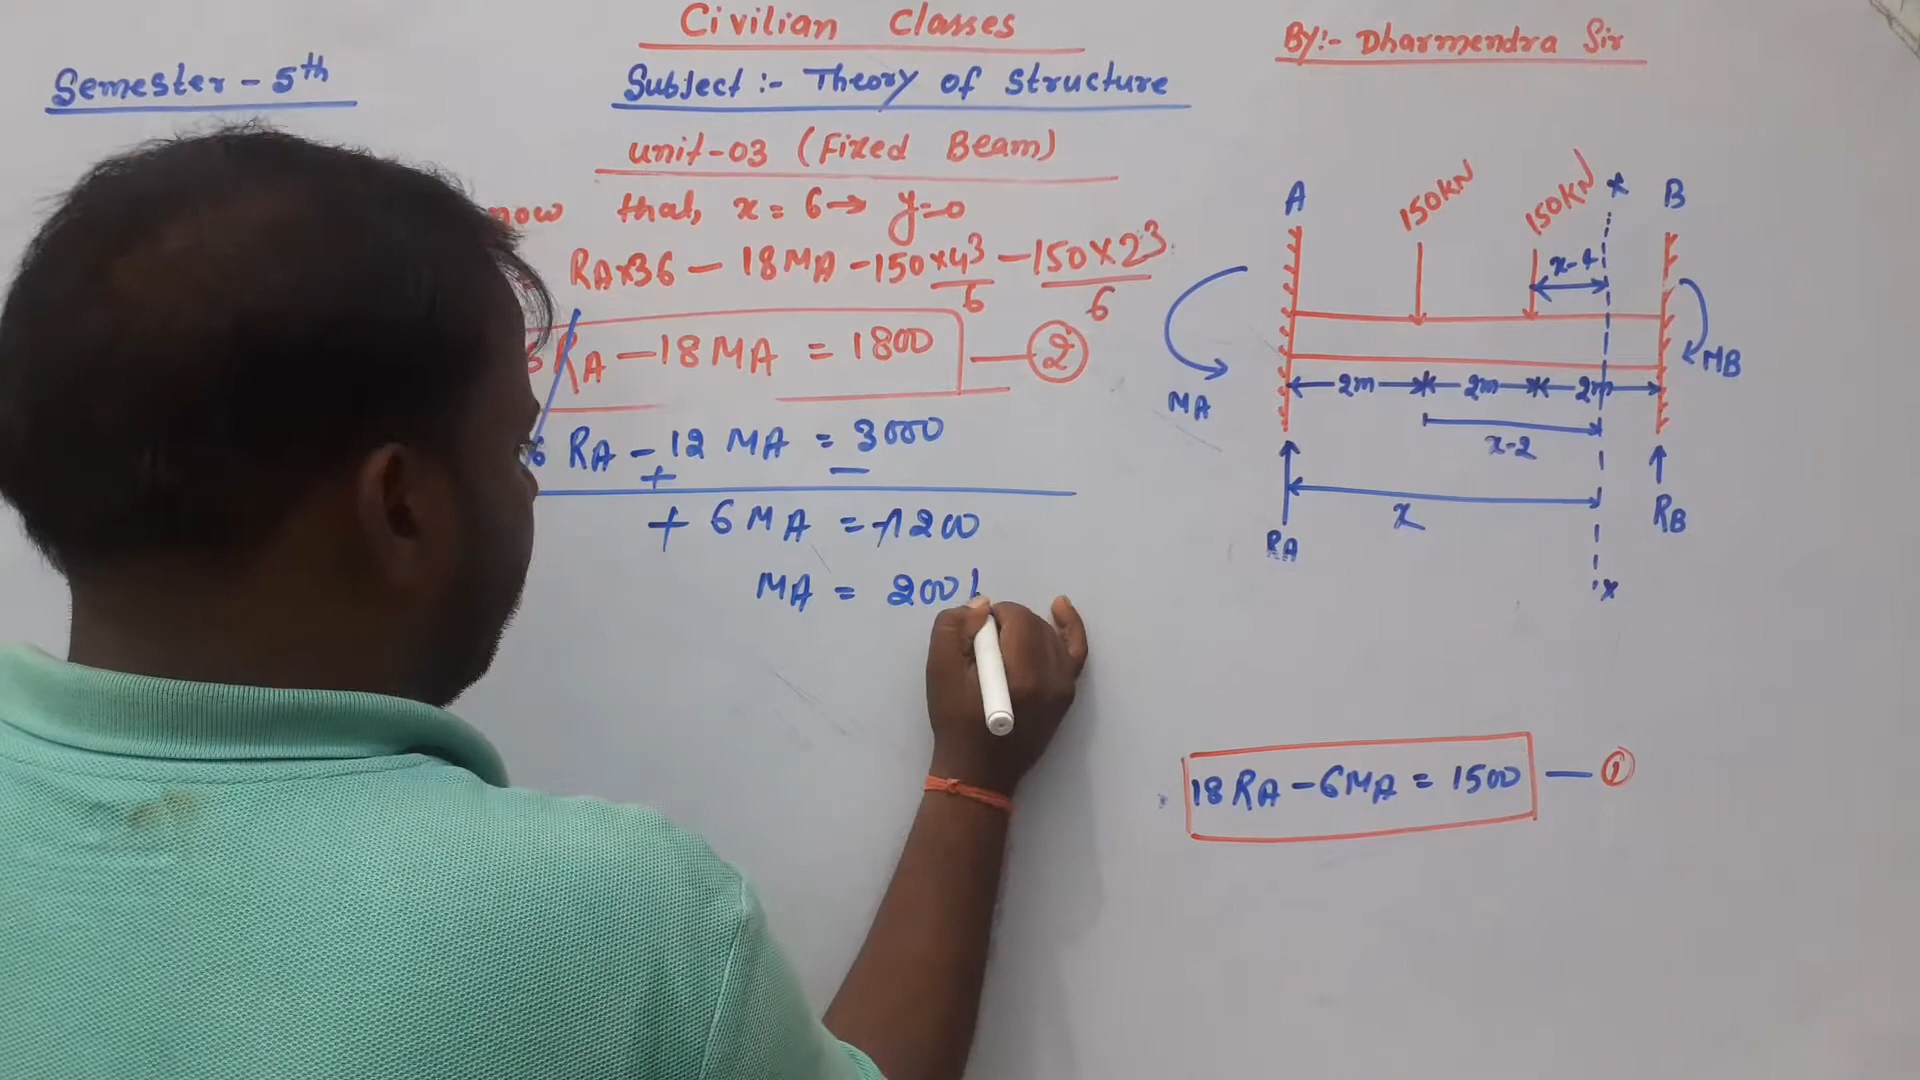 Civilian Classes
By:- Dharmendra Sir
Semester - 5th
Subject :- Theory of Structure
unit-03 (Fixed Beam)
that, x = 6 → y=0
RA×36 - 18MA - 150×4³/6 - 150×2³/6
RA - 18MA = 1800 — 2
RA - 12 MA = 3000
+ —
+ 6MA = -1200
MA = 200
A
150KN
150KN
x
B
x-4
MA
MB
2m
2m
2m
x-2
x
RA
RB
x
18RA - 6MA = 1500 — 1